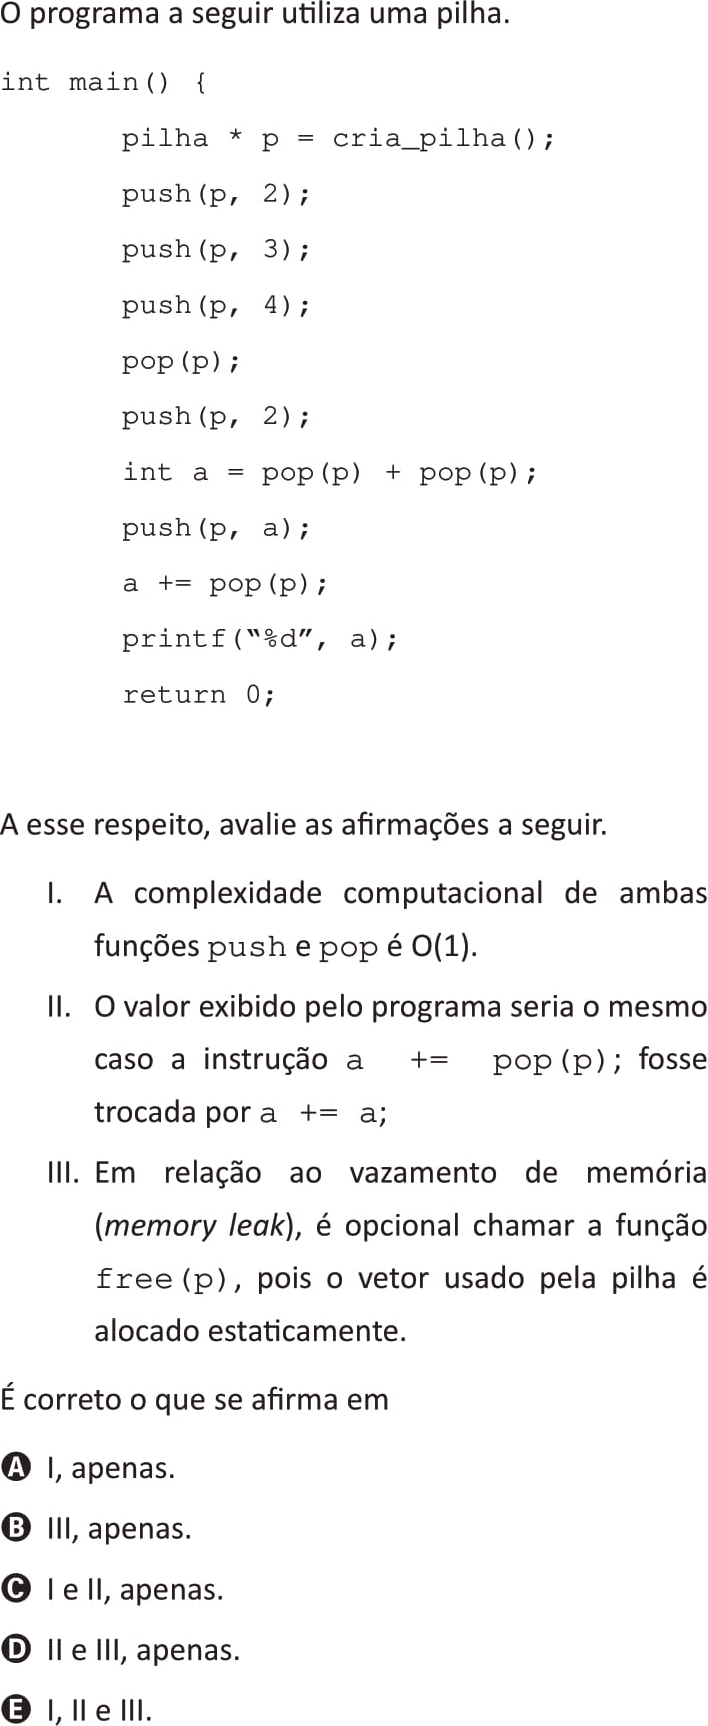 O programa a seguir utiliza uma pilha.
int main() {
pilha * p = cria_pilha();
push(p, 2);
push(p, 3);
push(p, 4);
pop(p);
push(p, 2);
int a = pop(p) + pop(p);
push(p, a);
a += pop(p);
printf(“%d”, a);
return 0;
A esse respeito, avalie as afirmações a seguir.
I. A complexidade computacional de ambas
funções push e pop é O(1).
II. O valor exibido pelo programa seria o mesmo
caso a instrução a += pop(p); fosse
trocada por a += a;
III. Em relação ao vazamento de memória
(memory leak), é opcional chamar a função
free(p), pois o vetor usado pela pilha é
alocado estaticamente.
É correto o que se afirma em
A I, apenas.
B III, apenas.
C I e II, apenas.
D II e III, apenas.
E I, II e III.